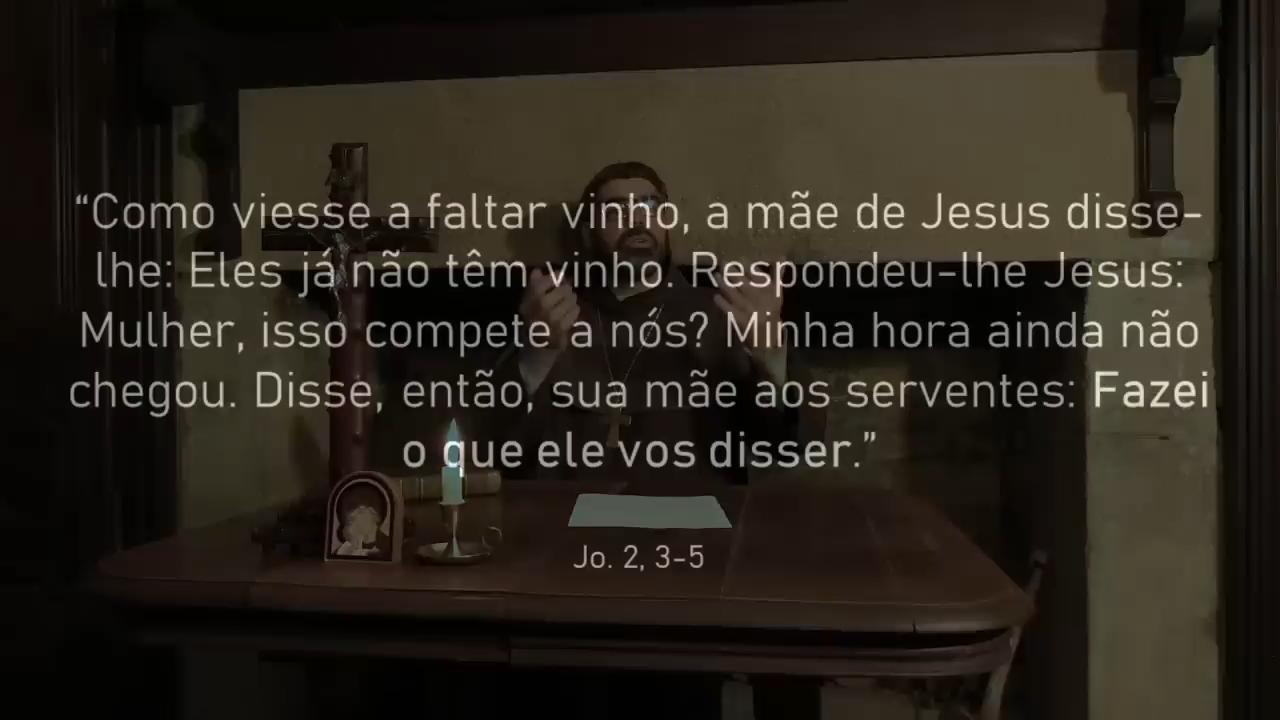 “Como viesse a faltar vinho, a mãe de Jesus disse-
lhe: Eles já não têm vinho. Respondeu-lhe Jesus:
Mulher, isso compete a nós? Minha hora ainda não
chegou. Disse, então, sua mãe aos serventes: Fazei
o que ele vos disser.”
Jo. 2, 3-5